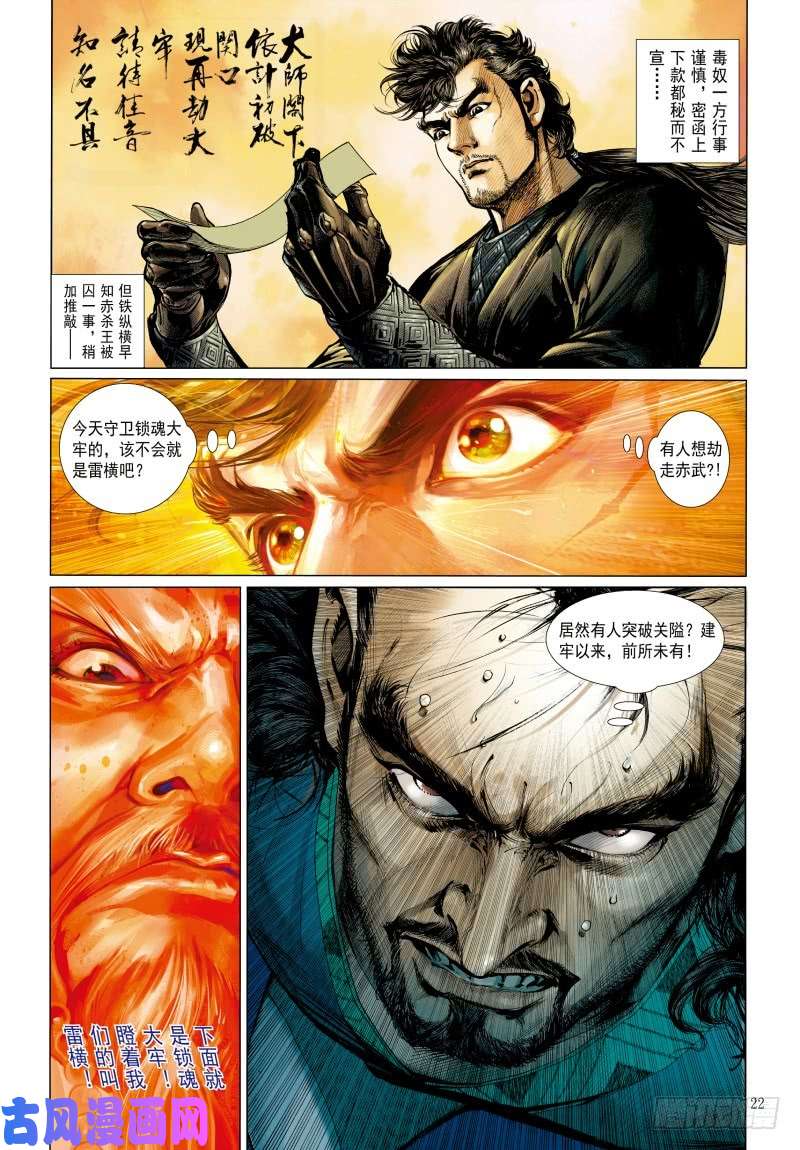 毒奴一方行事
谨慎，密函上
下款都秘而不
宣……
大師閣下
依計初破
関口
現再劫大
牢
請待佳音
知名不具
但铁纵横早
知赤杀王被
囚一事，稍
加推敲——
有人想劫
走赤武?!
今天守卫锁魂大
牢的，该不会就
是雷横吧？
居然有人突破关隘？建
牢以来，前所未有！
下面就
是锁魂
大牢！
瞪着我
们的叫
雷横！
22
古风漫画网